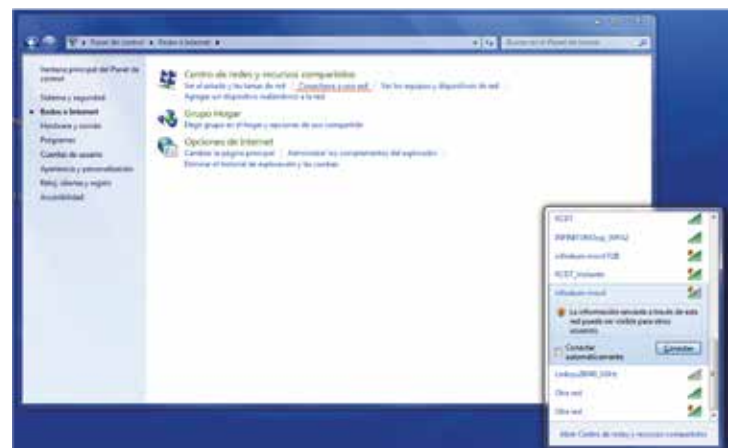 Panel de control ▸ Redes e Internet ▸
Buscar en el Panel de control
Ventana principal del Panel de
control
Sistema y seguridad
Redes e Internet
Hardware y sonido
Programas
Cuentas de usuario
Apariencia y personalización
Reloj, idioma y región
Accesibilidad
Centro de redes y recursos compartidos
Ver el estado y las tareas de red
Conectarse a una red
Ver los equipos y dispositivos de red
Agregar un dispositivo inalámbrico a la red
Grupo Hogar
Elegir grupo en el hogar y opciones de uso compartido
Opciones de Internet
Cambiar la página principal
Administrar los complementos del explorador
Eliminar el historial de exploración y las cookies
infinitum movil
La información enviada a través de esta
red puede ser visible para otros
usuarios.
Conectar
automáticamente
Conectar
Otra red
Otra red
Abrir Centro de redes y recursos compartidos